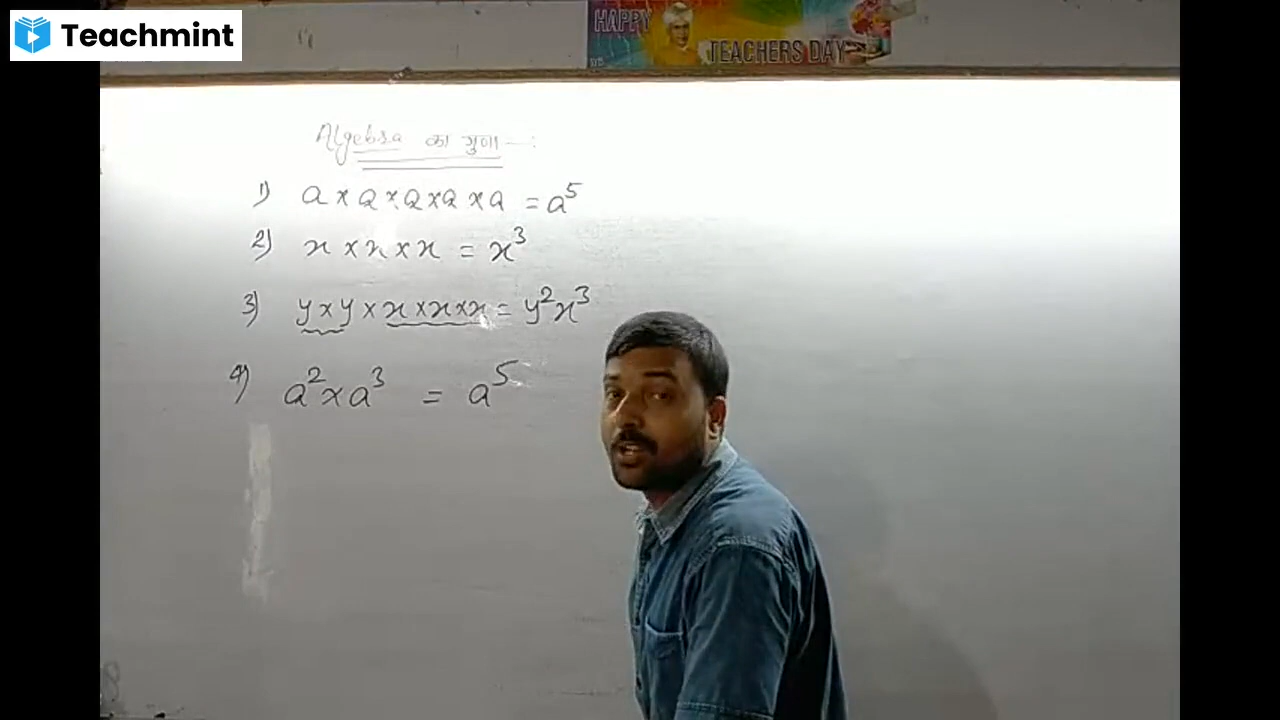 Teachmint
HAPPY
TEACHERS DAY
Algebra का गुणा —:
1) a × a × a × a × a = a⁵
2) x × x × x = x³
3) y × y × x × x × x = y²x³
4) a² × a³ = a⁵